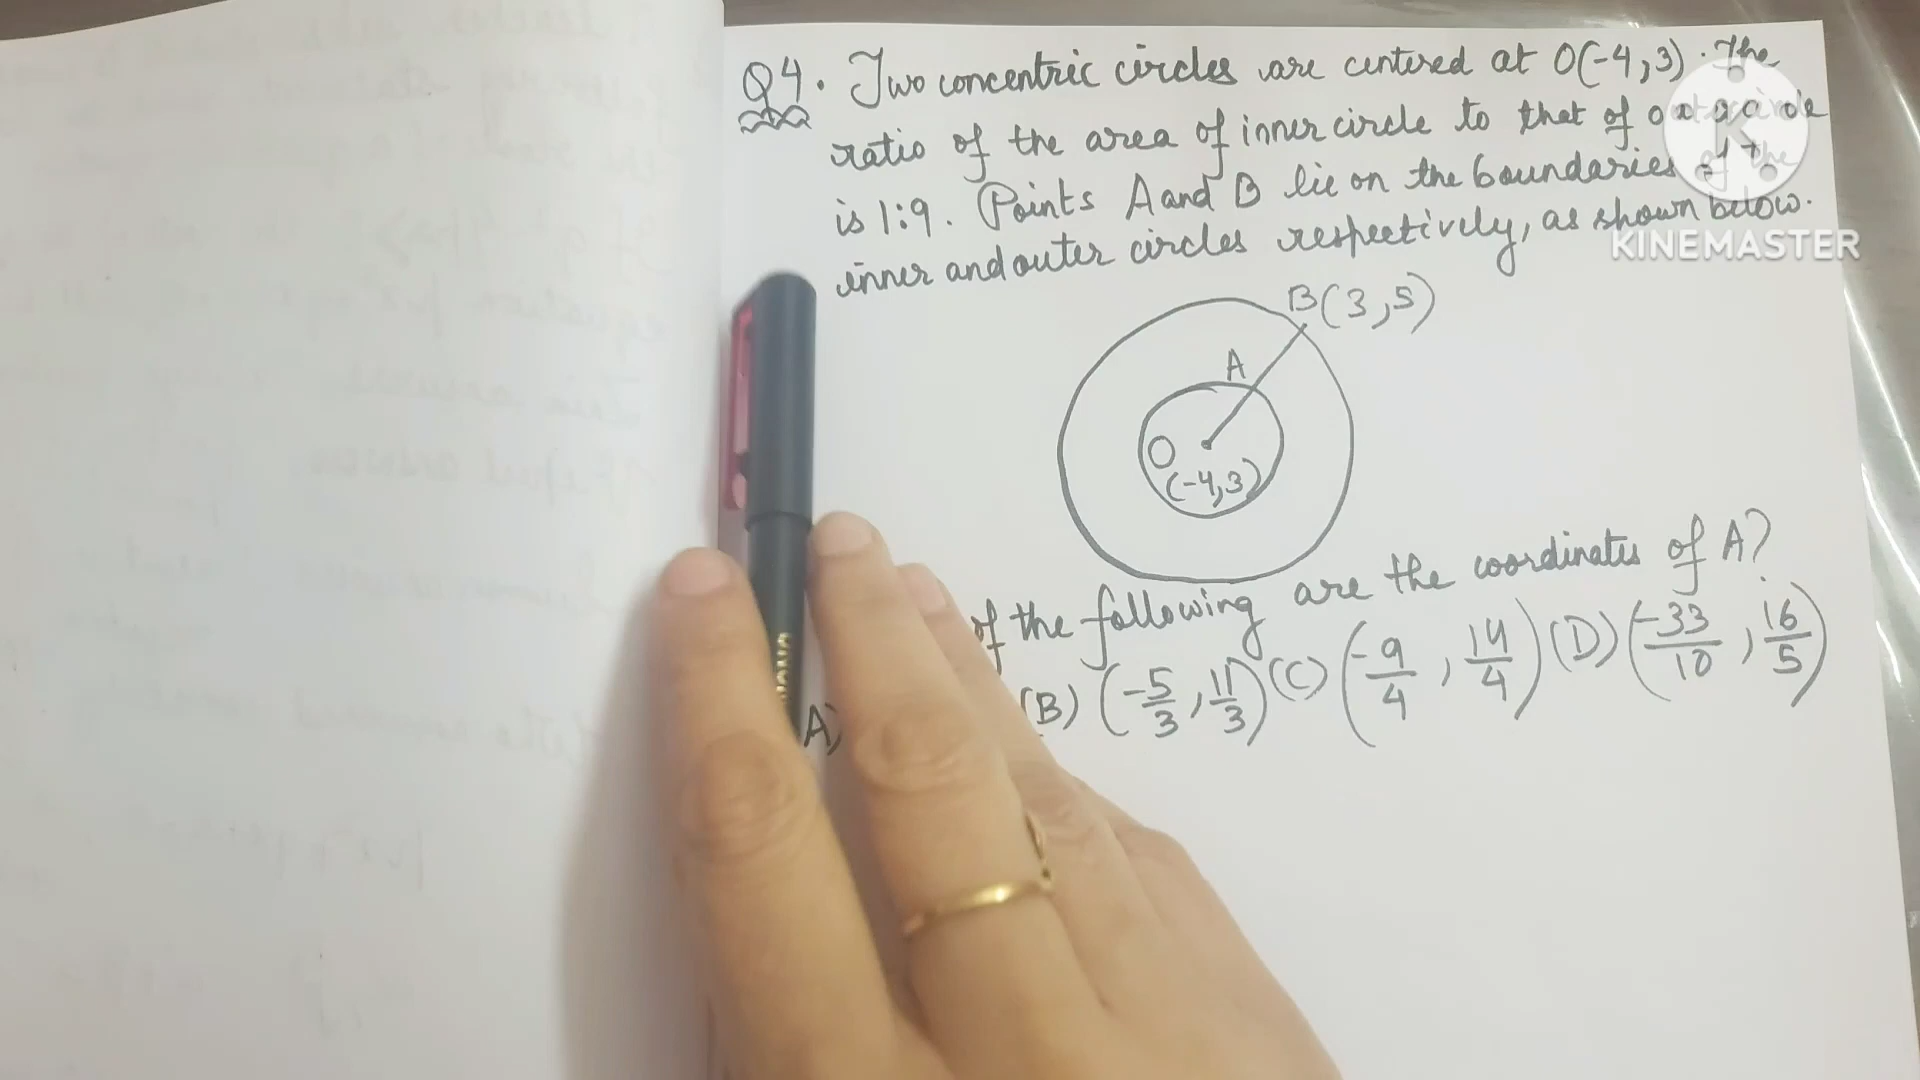 Q4. Two concentric circles are centered at O(-4,3). The
ratio of the area of inner circle to that of
is 1:9. Points A and B lie on the boundaries of the
inner and outer circles respectively, as shown below.
KINEMASTER
B(3,5)
A
O
(-4,3)
of the following are the coordinates of A?
A) (B) (-5/3, 11/3) (C) (-9/4, 14/4) (D) (-33/10, 16/5)